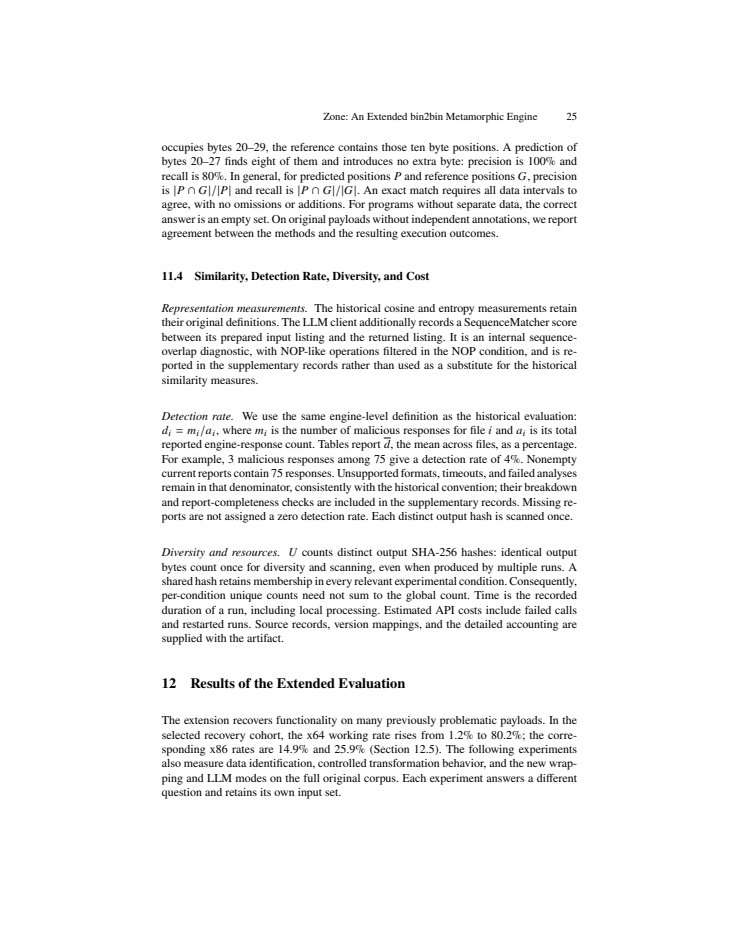 Zone: An Extended bin2bin Metamorphic Engine 25
occupies bytes 20–29, the reference contains those ten byte positions. A prediction of
bytes 20–27 finds eight of them and introduces no extra byte: precision is 100% and
recall is 80%. In general, for predicted positions P and reference positions G, precision
is |P ∩ G|/|P| and recall is |P ∩ G|/|G|. An exact match requires all data intervals to
agree, with no omissions or additions. For programs without separate data, the correct
answer is an empty set. On original payloads without independent annotations, we report
agreement between the methods and the resulting execution outcomes.
11.4 Similarity, Detection Rate, Diversity, and Cost
Representation measurements. The historical cosine and entropy measurements retain
their original definitions. The LLM client additionally records a SequenceMatcher score
between its prepared input listing and the returned listing. It is an internal sequence-
overlap diagnostic, with NOP-like operations filtered in the NOP condition, and is re-
ported in the supplementary records rather than used as a substitute for the historical
similarity measures.
Detection rate. We use the same engine-level definition as the historical evaluation:
d_i = m_i/a_i, where m_i is the number of malicious responses for file i and a_i is its total
reported engine-response count. Tables report d̅, the mean across files, as a percentage.
For example, 3 malicious responses among 75 give a detection rate of 4%. Nonempty
current reports contain 75 responses. Unsupported formats, timeouts, and failed analyses
remain in that denominator, consistently with the historical convention; their breakdown
and report-completeness checks are included in the supplementary records. Missing re-
ports are not assigned a zero detection rate. Each distinct output hash is scanned once.
Diversity and resources. U counts distinct output SHA-256 hashes: identical output
bytes count once for diversity and scanning, even when produced by multiple runs. A
shared hash retains membership in every relevant experimental condition. Consequently,
per-condition unique counts need not sum to the global count. Time is the recorded
duration of a run, including local processing. Estimated API costs include failed calls
and restarted runs. Source records, version mappings, and the detailed accounting are
supplied with the artifact.
12 Results of the Extended Evaluation
The extension recovers functionality on many previously problematic payloads. In the
selected recovery cohort, the x64 working rate rises from 1.2% to 80.2%; the corre-
sponding x86 rates are 14.9% and 25.9% (Section 12.5). The following experiments
also measure data identification, controlled transformation behavior, and the new wrap-
ping and LLM modes on the full original corpus. Each experiment answers a different
question and retains its own input set.